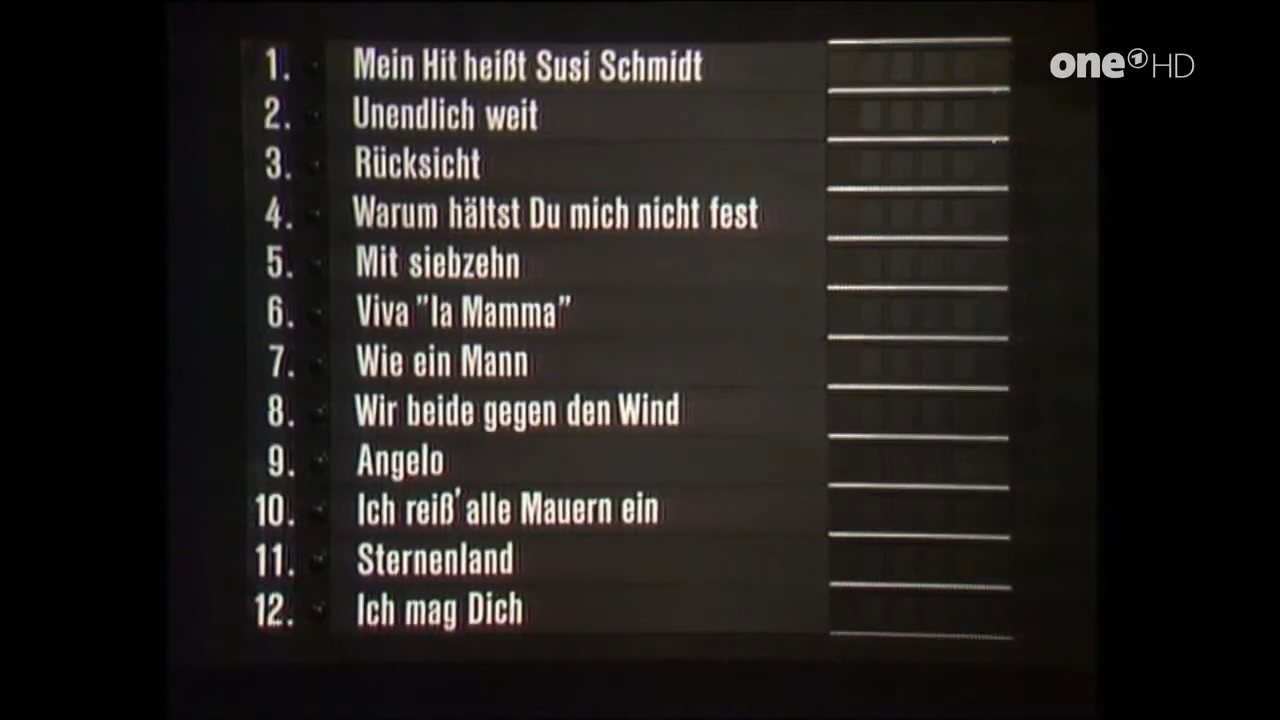 1. Mein Hit heißt Susi Schmidt
one HD
2. Unendlich weit
3. Rücksicht
4. Warum hältst Du mich nicht fest
5. Mit siebzehn
6. Viva "la Mamma"
7. Wie ein Mann
8. Wir beide gegen den Wind
9. Angelo
10. Ich reiß' alle Mauern ein
11. Sternenland
12. Ich mag Dich